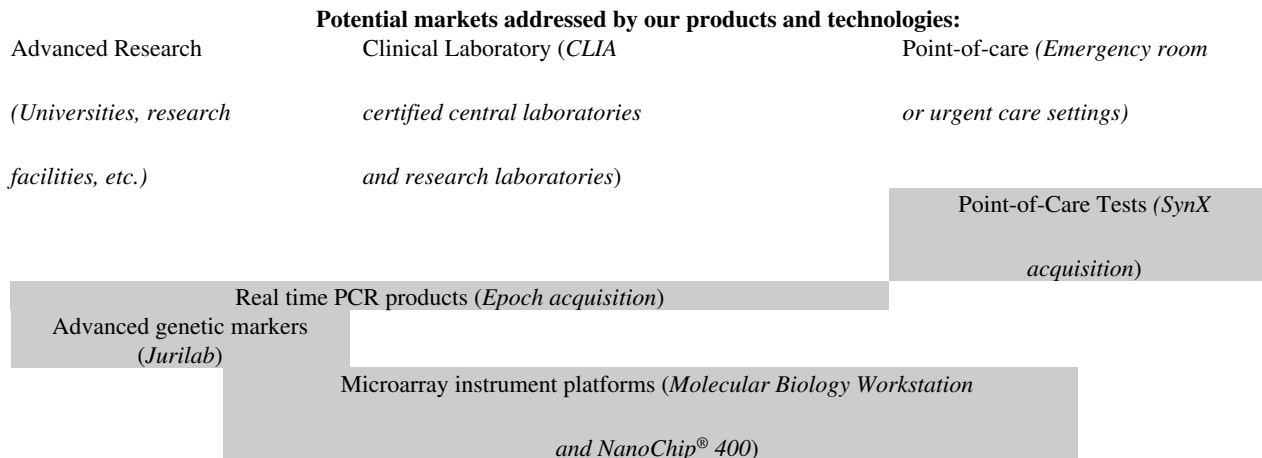 Potential markets addressed by our products and technologies:
Advanced Research
(Universities, research
facilities, etc.)
Clinical Laboratory (CLIA
certified central laboratories
and research laboratories)
Point-of-care (Emergency room
or urgent care settings)
Point-of-Care Tests (SynX
acquisition)
Real time PCR products (Epoch acquisition)
Advanced genetic markers
(Jurilab)
Microarray instrument platforms (Molecular Biology Workstation
and NanoChip® 400)